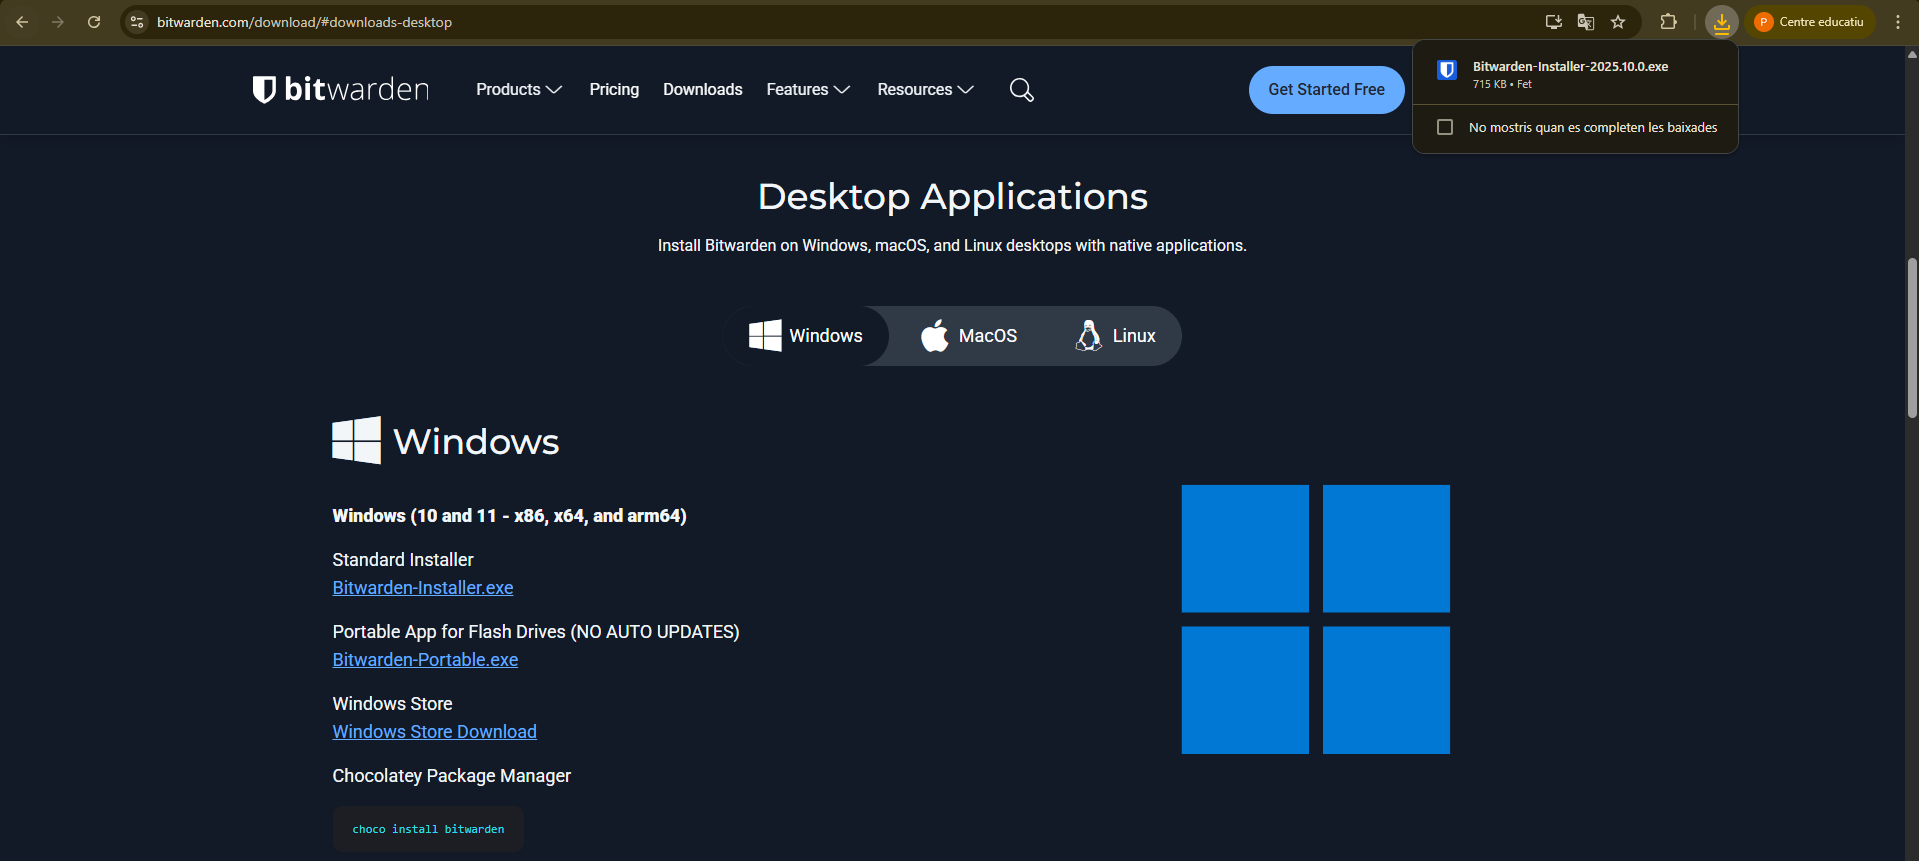 bitwarden.com/download/#downloads-desktop
P Centre educatiu
Bitwarden-Installer-2025.10.0.exe
715 KB • Fet
No mostris quan es completen les baixades
bitwarden
Products
Pricing
Downloads
Features
Resources
Get Started Free
Desktop Applications
Install Bitwarden on Windows, macOS, and Linux desktops with native applications.
Windows
MacOS
Linux
Windows
Windows (10 and 11 - x86, x64, and arm64)
Standard Installer
Bitwarden-Installer.exe
Portable App for Flash Drives (NO AUTO UPDATES)
Bitwarden-Portable.exe
Windows Store
Windows Store Download
Chocolatey Package Manager
choco install bitwarden